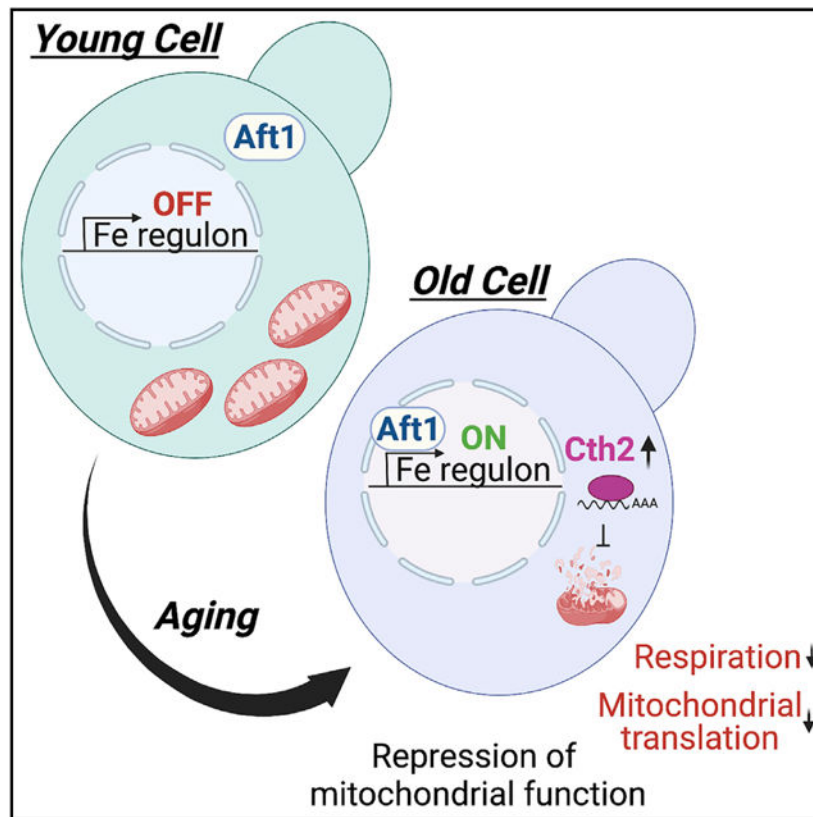 Young Cell
Aft1
OFF
Fe regulon
Old Cell
Aft1
ON
Fe regulon
Cth2
AAA
Aging
Respiration
Mitochondrial
translation
Repression of
mitochondrial function